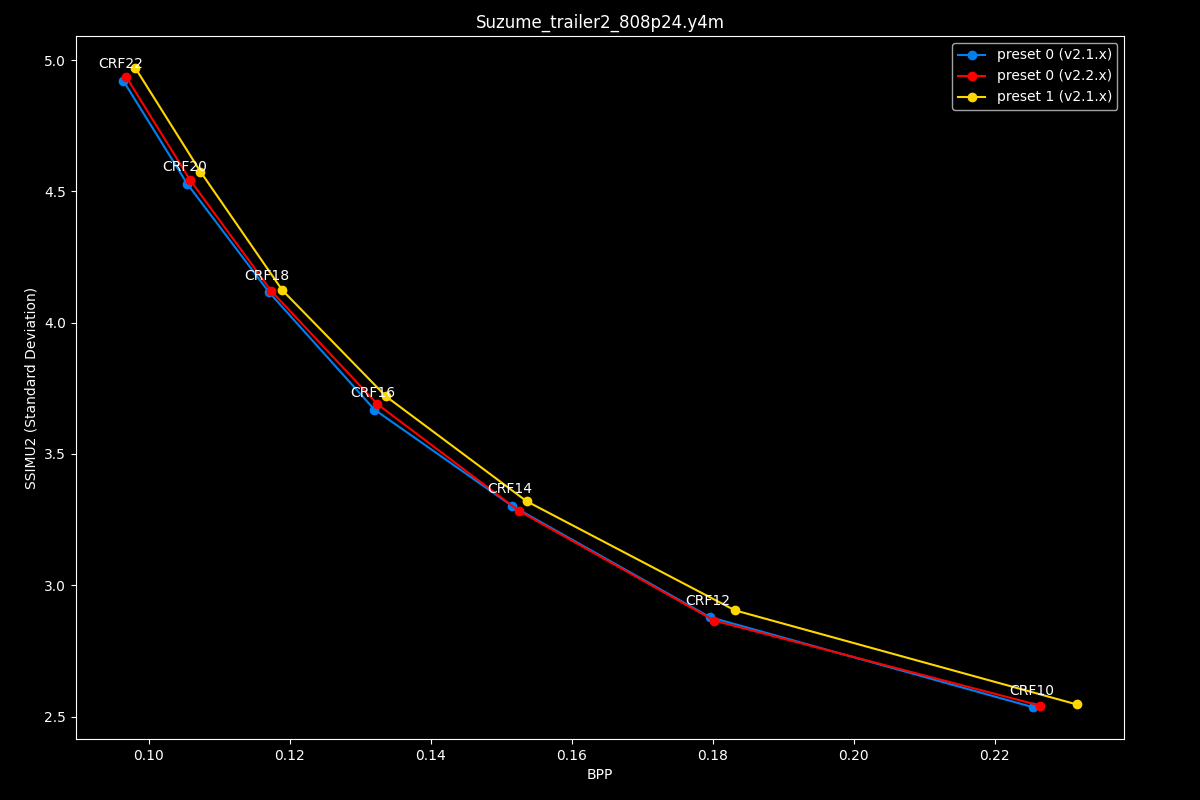 Suzume_trailer2_808p24.y4m
preset 0 (v2.1.x)
preset 0 (v2.2.x)
preset 1 (v2.1.x)
CRF22
CRF20
CRF18
CRF16
CRF14
CRF12
CRF10
SSIMU2 (Standard Deviation)
5.0
4.5
4.0
3.5
3.0
2.5
0.10 0.12 0.14 0.16 0.18 0.20 0.22
BPP